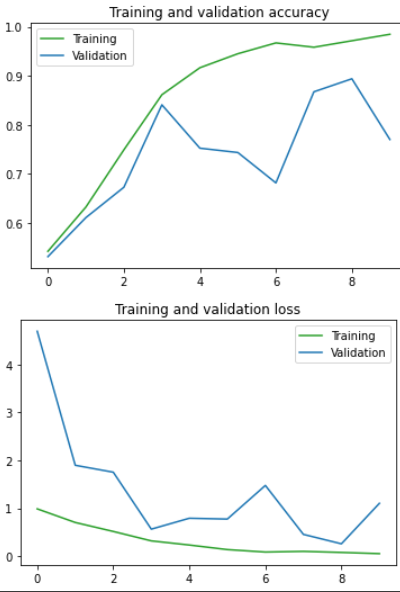 Training and validation accuracy
1.0
Training
Validation
0.9
0.8
0.7
0.6
0 2 4 6 8
Training and validation loss
Training
Validation
4
3
2
1
0
0 2 4 6 8